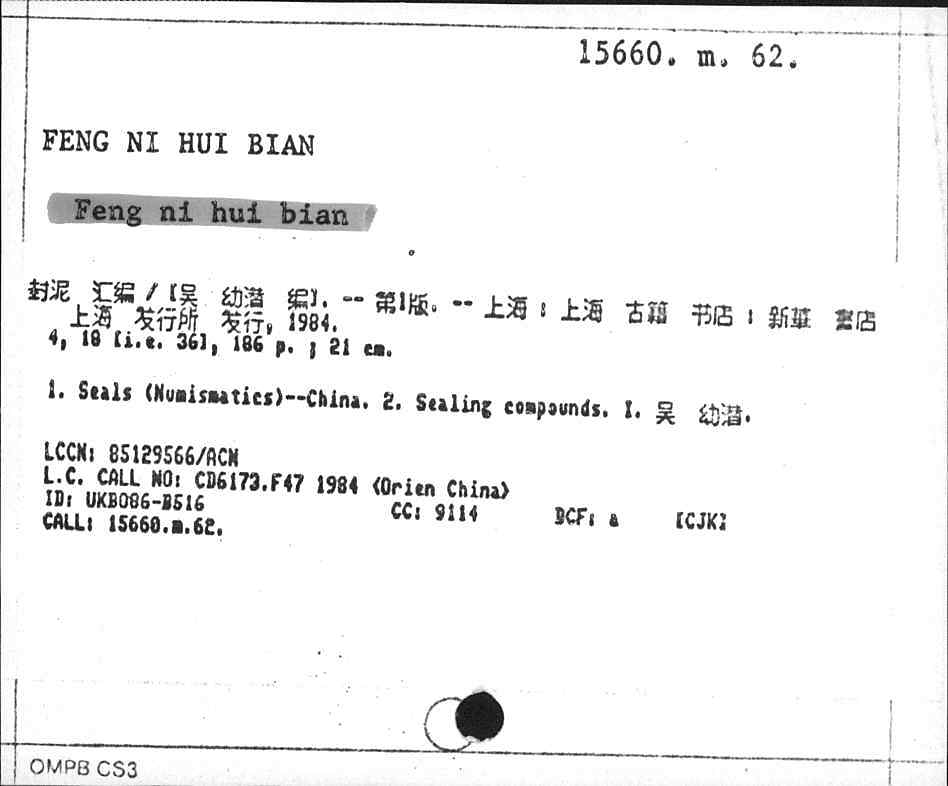 15660. m. 62.
FENG NI HUI BIAN
Feng ni hui bian
封泥 汇编 / [吴 幼潜 编]. -- 第1版. -- 上海 : 上海 古籍 书店 : 新華 書店
上海 发行所 发行, 1984.
4, 18 [i.e. 36], 186 p. ; 21 cm.
1. Seals (Numismatics)--China. 2. Sealing compounds. I. 吴 幼潜.
LCCN: 85129566/ACN
L.C. CALL NO: CD6173.F47 1984 <Orien China>
ID: UKBO86-B516 CC: 9114 DCF: a [CJK]
CALL: 15660.m.62.
OMPB CS3